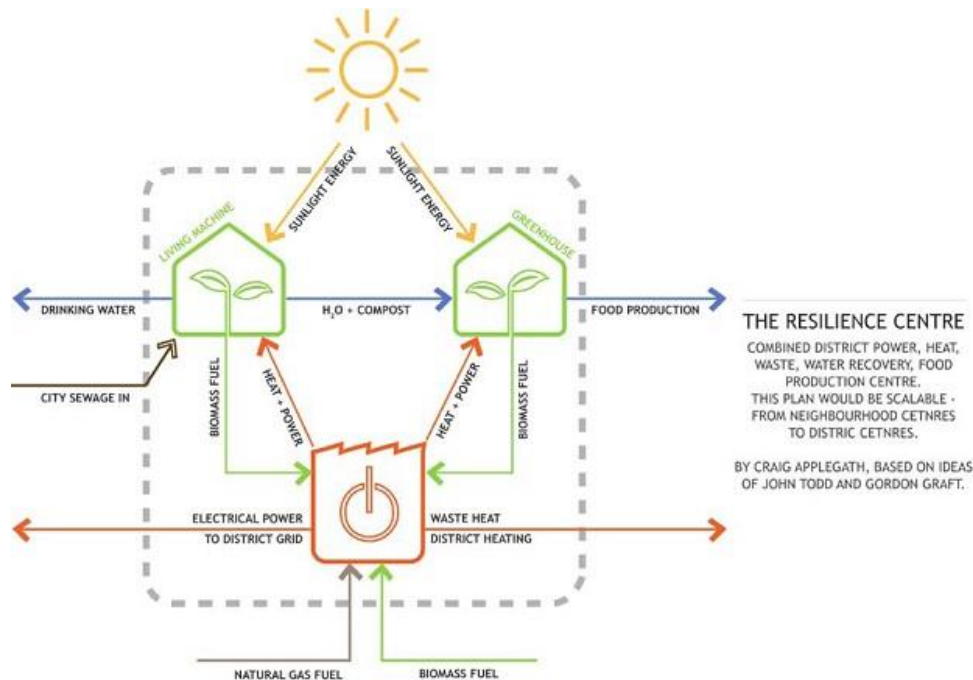 SUNLIGHT ENERGY
SUNLIGHT ENERGY
LIVING MACHINE
GREENHOUSE
DRINKING WATER
H₂O + COMPOST
FOOD PRODUCTION
CITY SEWAGE IN
BIOMASS FUEL
HEAT + POWER
HEAT + POWER
BIOMASS FUEL
ELECTRICAL POWER
TO DISTRICT GRID
WASTE HEAT
DISTRICT HEATING
NATURAL GAS FUEL
BIOMASS FUEL
THE RESILIENCE CENTRE
COMBINED DISTRICT POWER, HEAT,
WASTE, WATER RECOVERY, FOOD
PRODUCTION CENTRE.
THIS PLAN WOULD BE SCALABLE -
FROM NEIGHBOURHOOD CETNRES
TO DISTRIC CETNRES.
BY CRAIG APPLEGATH, BASED ON IDEAS
OF JOHN TODD AND GORDON GRAFT.